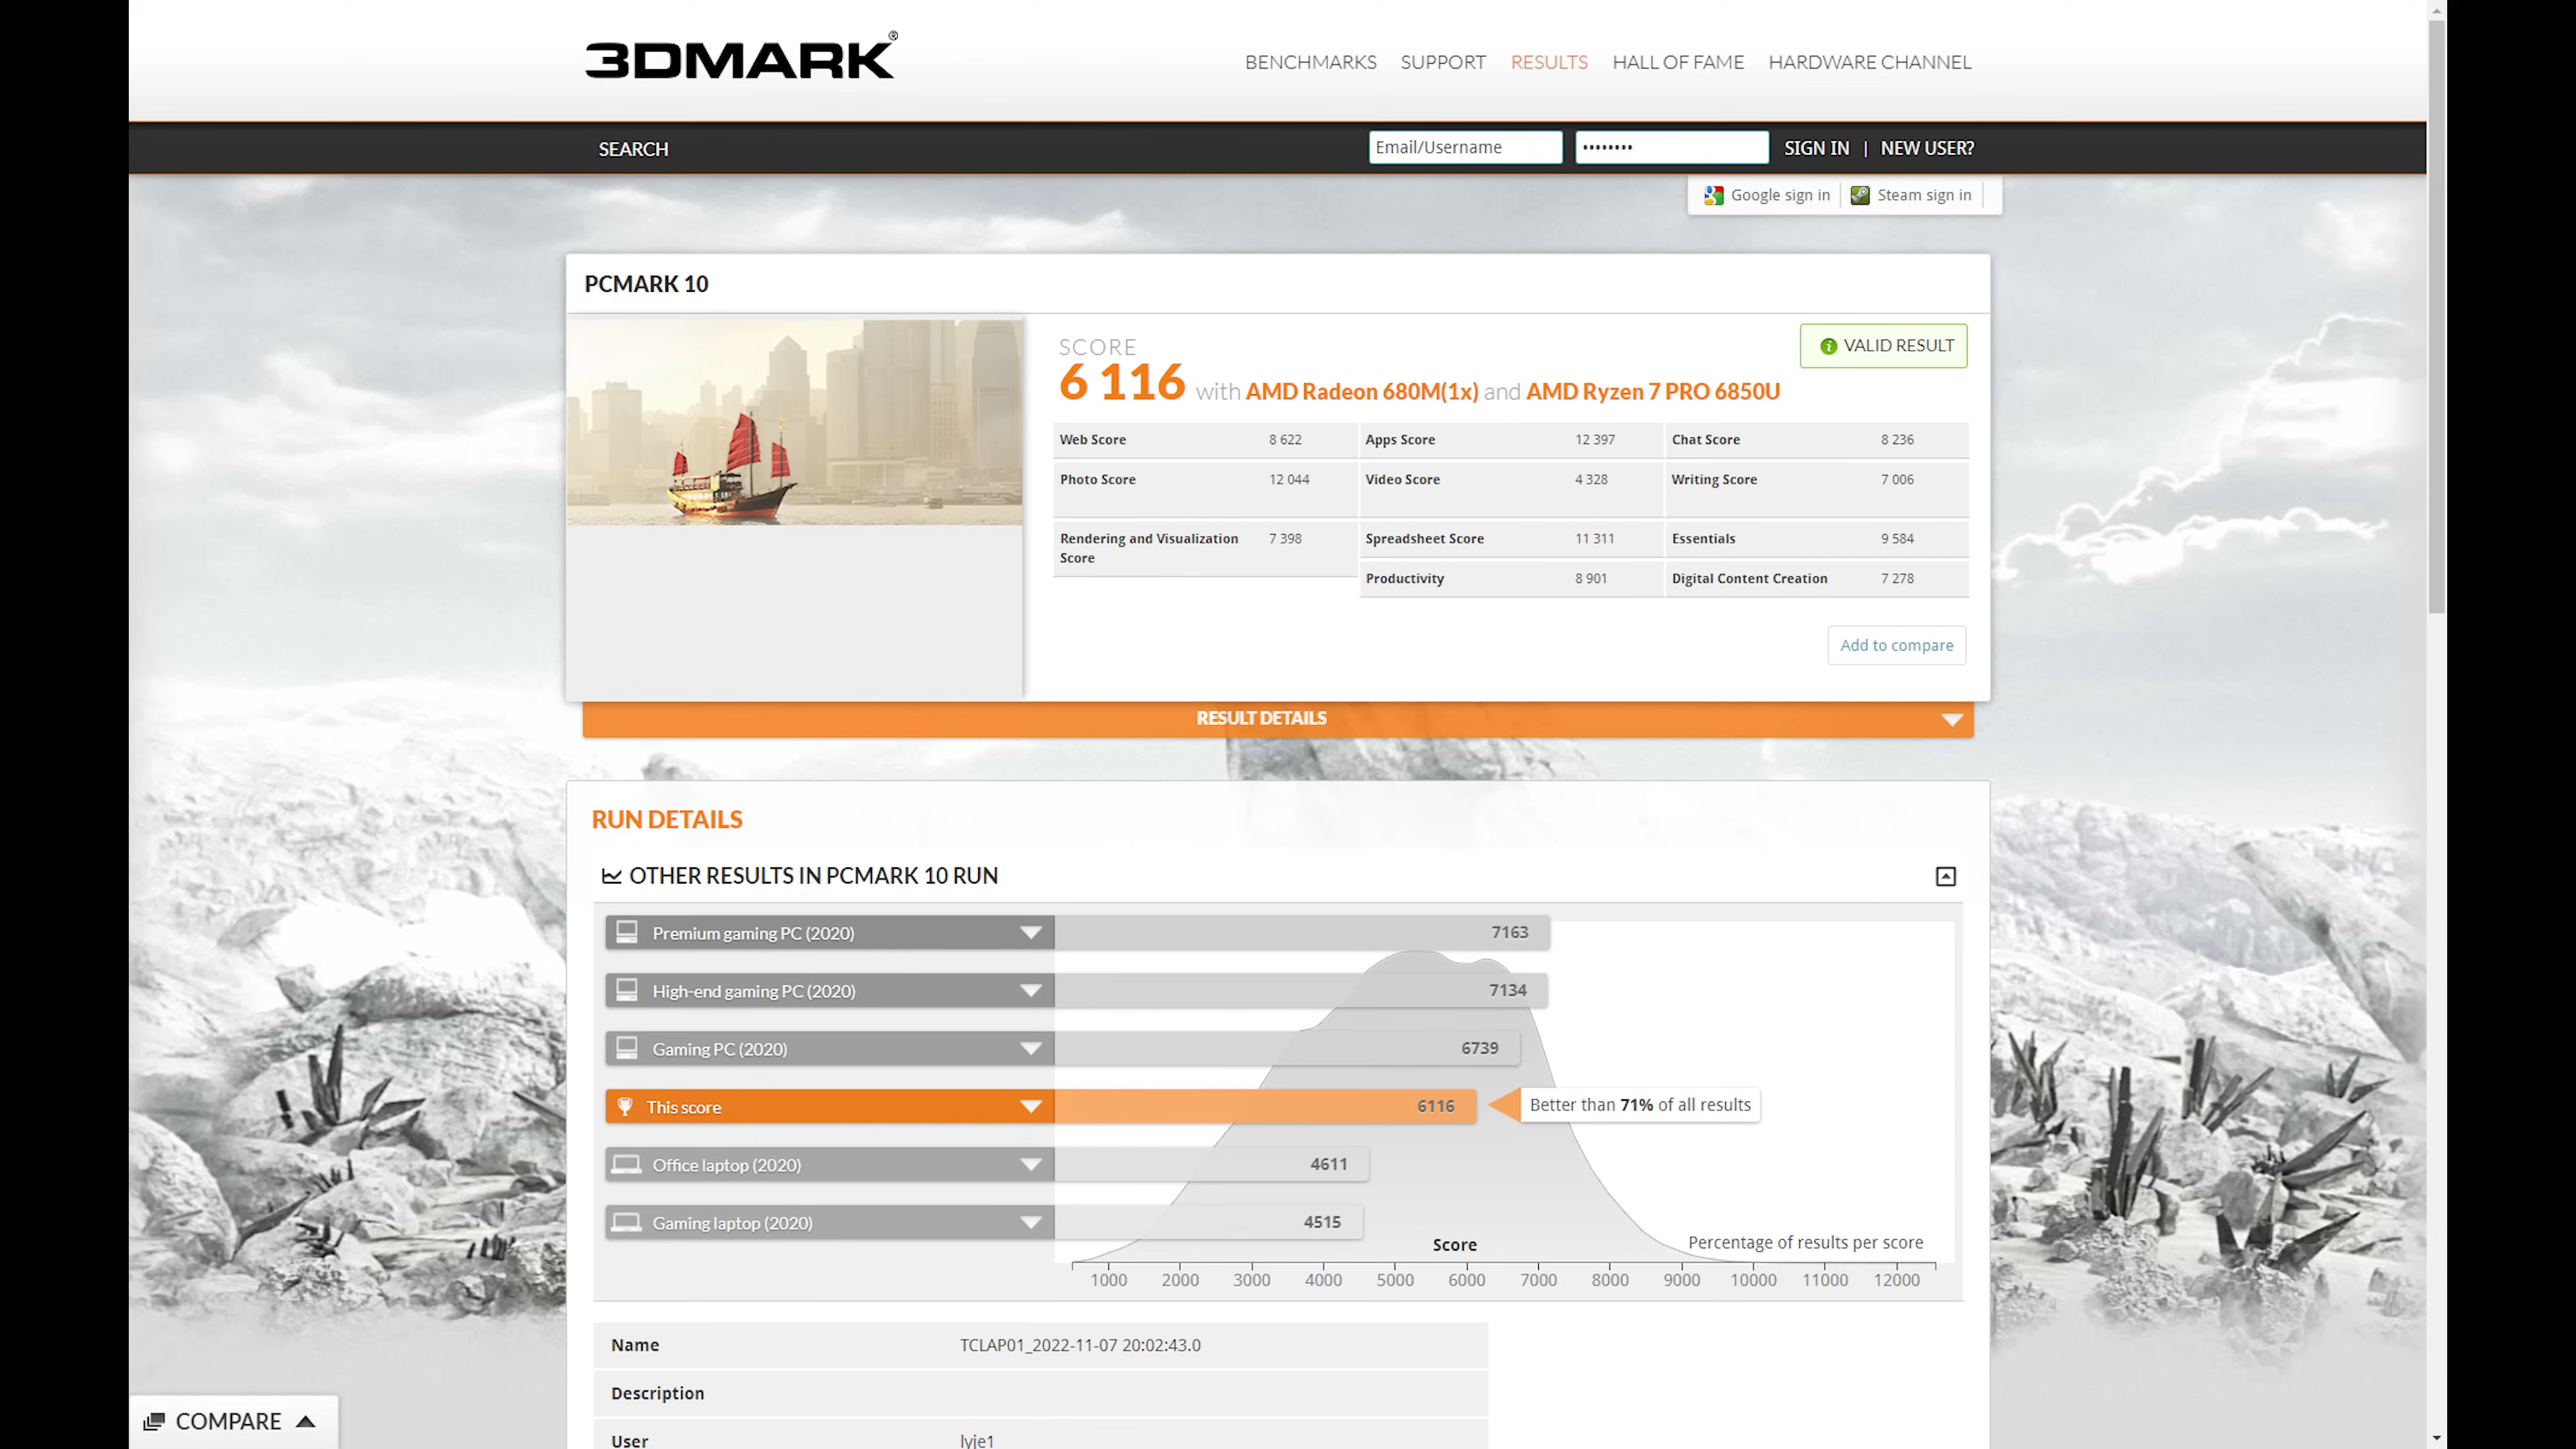 3DMARK®
BENCHMARKS SUPPORT RESULTS HALL OF FAME HARDWARE CHANNEL
SEARCH
Email/Username •••••••• SIGN IN | NEW USER?
Google sign in Steam sign in
PCMARK 10
SCORE
VALID RESULT
6 116 with AMD Radeon 680M(1x) and AMD Ryzen 7 PRO 6850U
Web Score 8 622 Apps Score 12 397 Chat Score 8 236
Photo Score 12 044 Video Score 4 328 Writing Score 7 006
Rendering and Visualization 7 398 Spreadsheet Score 11 311 Essentials 9 584
Score
Productivity 8 901 Digital Content Creation 7 278
Add to compare
RESULT DETAILS
RUN DETAILS
OTHER RESULTS IN PCMARK 10 RUN
Premium gaming PC (2020) 7163
High-end gaming PC (2020) 7134
Gaming PC (2020) 6739
This score 6116 Better than 71% of all results
Office laptop (2020) 4611
Gaming laptop (2020) 4515
Score Percentage of results per score
1000 2000 3000 4000 5000 6000 7000 8000 9000 10000 11000 12000
Name TCLAP01_2022-11-07 20:02:43.0
Description
COMPARE
User lyje1